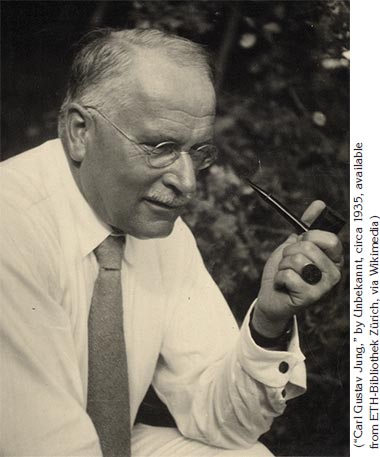 ("Carl Gustav Jung," by Unbekannt, circa 1935, available
from ETH-Bibliothek Zürich, via Wikimedia)